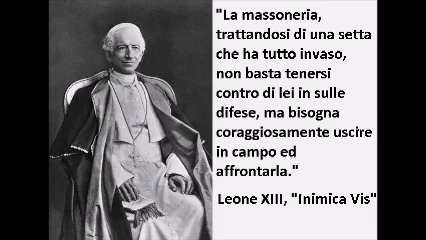 "La massoneria,
trattandosi di una setta
che ha tutto invaso,
non basta tenersi
contro di lei in sulle
difese, ma bisogna
coraggiosamente uscire
in campo ed
affrontarla."
Leone XIII, "Inimica Vis"